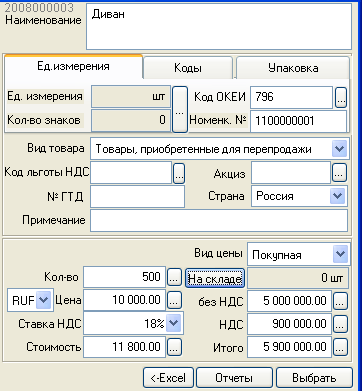 2008000003
Наименование Диван
Ед.измерения Коды Упаковка
Ед. измерения шт ... Код ОКЕИ 796 ...
Кол-во знаков 0 Номенк. № 1100000001
Вид товара Товары, приобретенные для перепродажи
Код льготы НДС ... Акциз ...
№ ГТД Страна Россия
Примечание
Вид цены Покупная
Кол-во 500 ... На складе 0 шт
RUF Цена 10 000.00 ... без НДС 5 000 000.00 ...
Ставка НДС 18% НДС 900 000.00 ...
Стоимость 11 800.00 ... Итого 5 900 000.00 ...
<-Excel Отчеты Выбрать